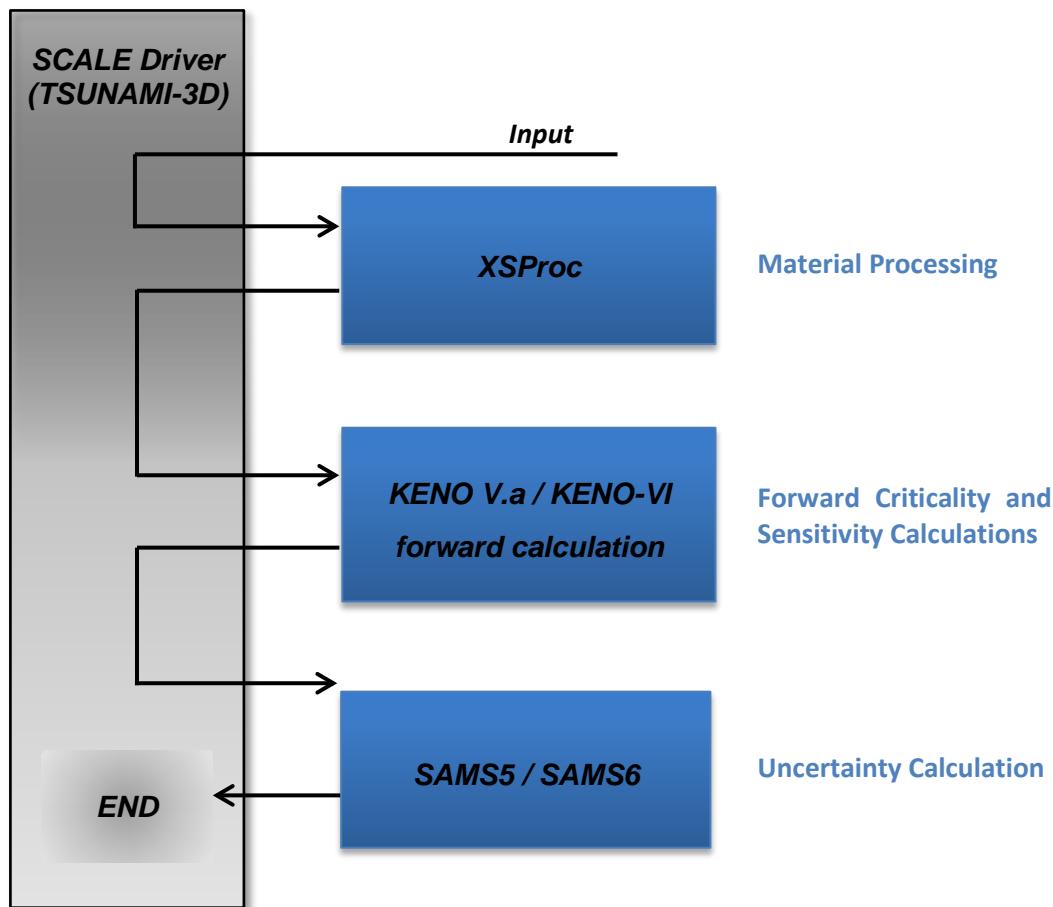 SCALE Driver
(TSUNAMI-3D)
Input
XSProc
Material Processing
KENO V.a / KENO-VI
forward calculation
Forward Criticality and
Sensitivity Calculations
SAMS5 / SAMS6
Uncertainty Calculation
END